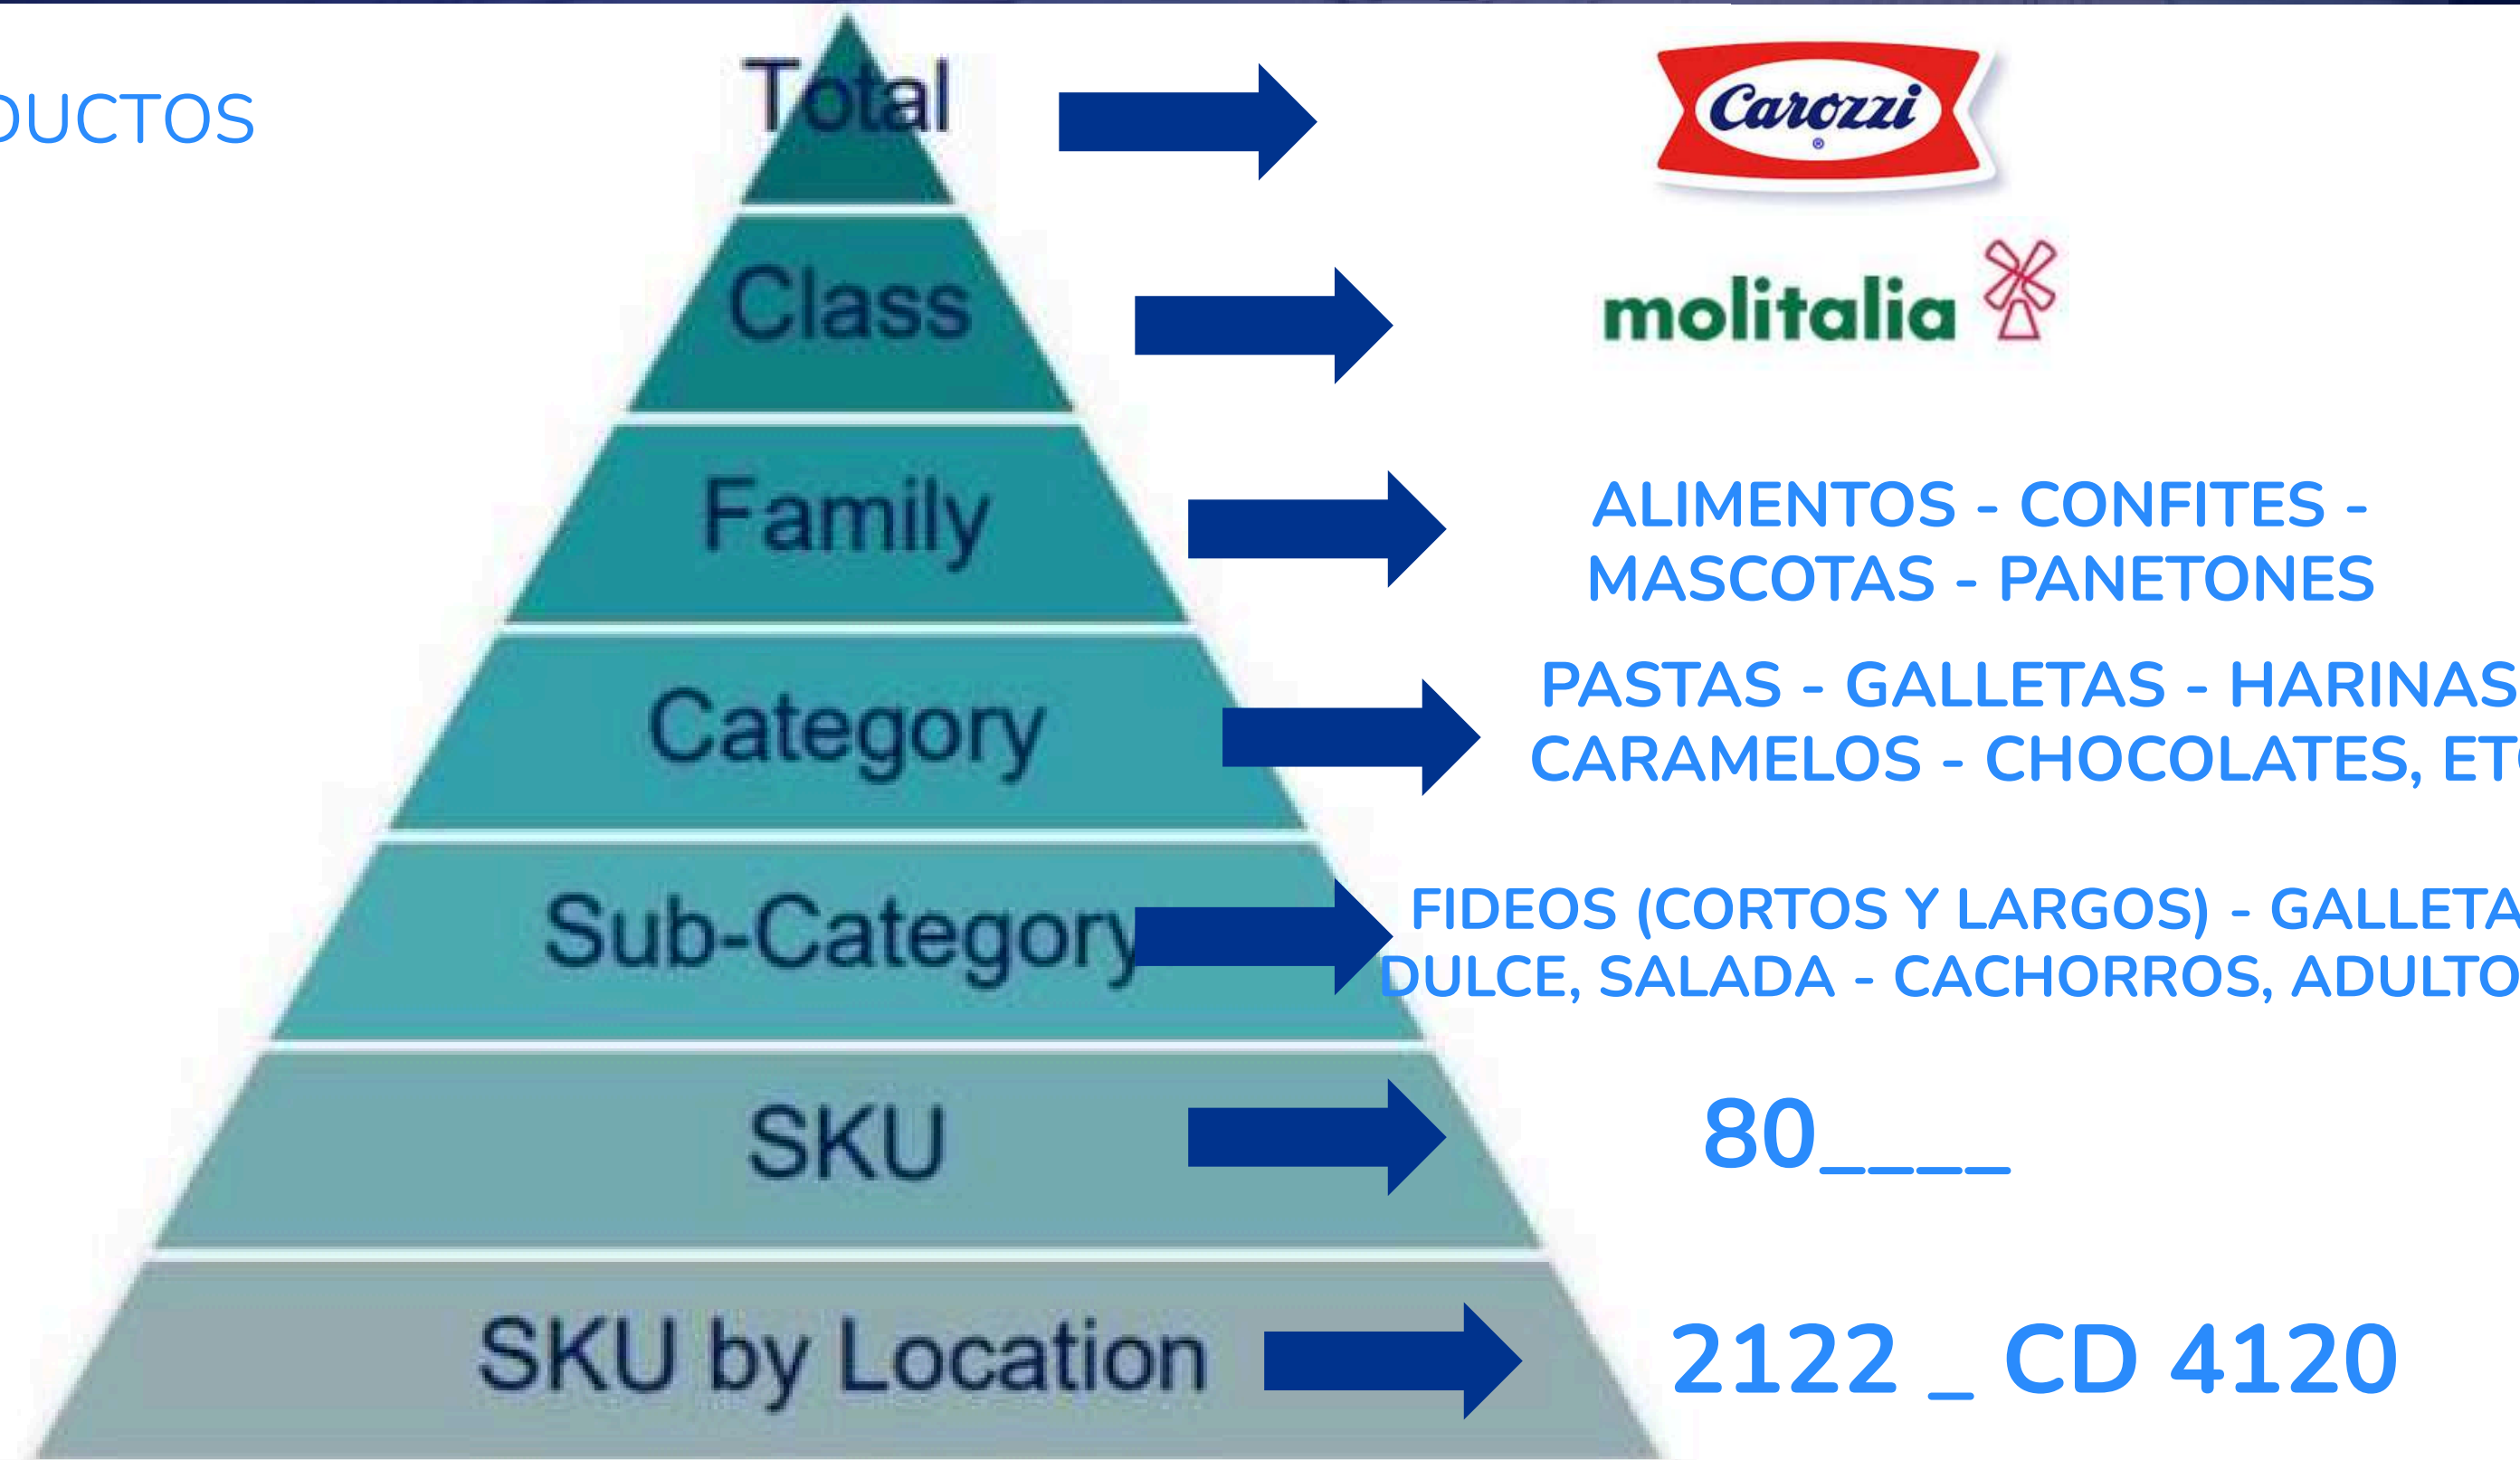 DUCTOS
Total
Carozzi
®
Class
molitalia
Family
ALIMENTOS - CONFITES -
MASCOTAS - PANETONES
Category
PASTAS - GALLETAS - HARINAS
CARAMELOS - CHOCOLATES, ET
Sub-Category
FIDEOS (CORTOS Y LARGOS) - GALLETA
DULCE, SALADA - CACHORROS, ADULTO
SKU
80____
SKU by Location
2122 _ CD 4120